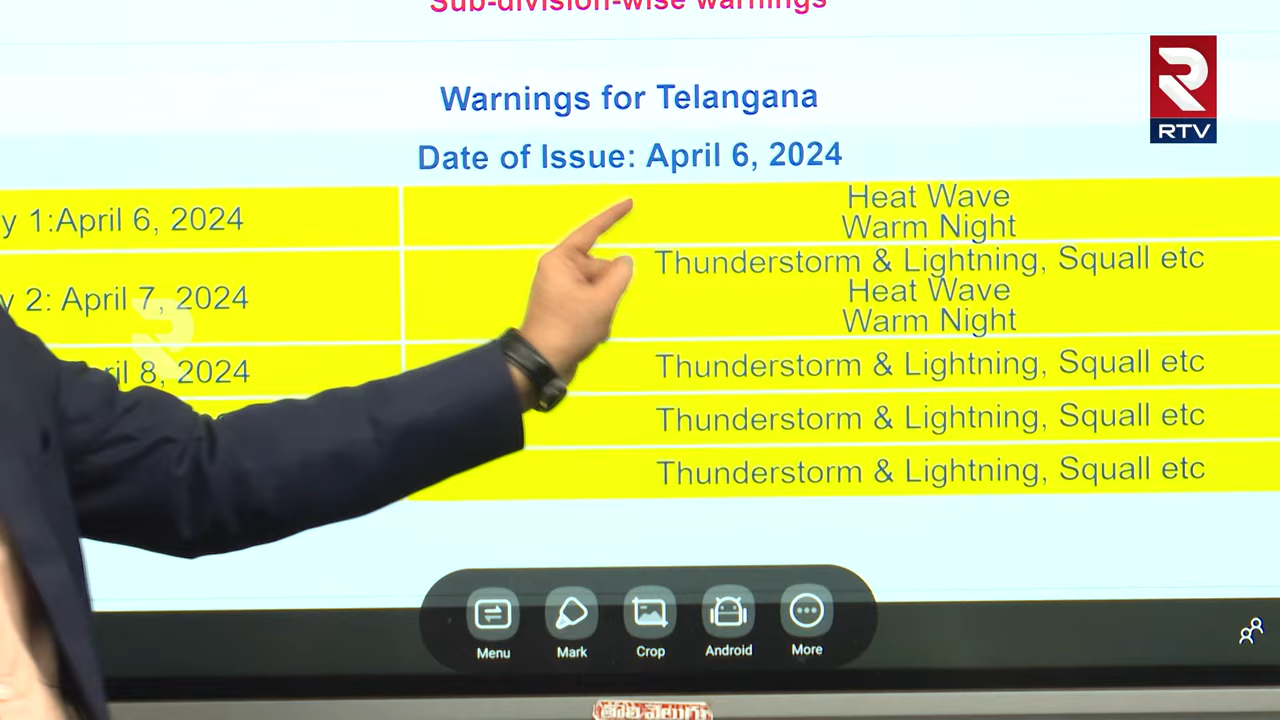 Sub-division-wise warnings
RTV
Warnings for Telangana
Date of Issue: April 6, 2024
y 1:April 6, 2024
Heat Wave
Warm Night
y 2: April 7, 2024
Thunderstorm & Lightning, Squall etc
Heat Wave
Warm Night
ril 8, 2024
Thunderstorm & Lightning, Squall etc
Thunderstorm & Lightning, Squall etc
Thunderstorm & Lightning, Squall etc
Menu
Mark
Crop
Android
More
తొలి వెలుగు